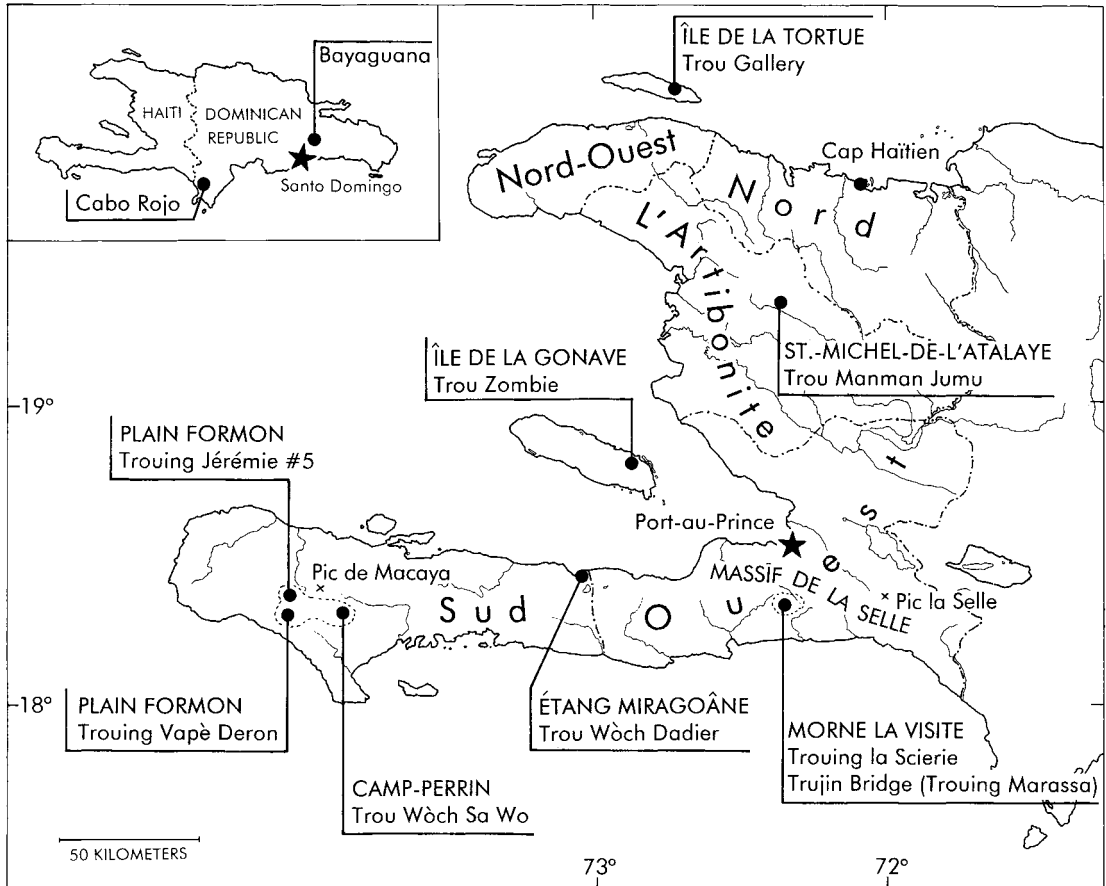 Bayaguana
HAITI
DOMINICAN
REPUBLIC
Santo Domingo
Cabo Rojo
ÎLE DE LA TORTUE
Trou Gallery
Cap Haïtien
Nord-Ouest
Nord
L'Artibonite
ST.-MICHEL-DE-L'ATALAYE
Trou Manman Jumu
ÎLE DE LA GONAVE
Trou Zombie
19°
PLAIN FORMON
Trouing Jérémie #5
Port-au-Prince
Pic de Macaya
MASSIF DE LA SELLE
Pic la Selle
Sud
Ouest
18°
PLAIN FORMON
Trouing Vapè Deron
ÉTANG MIRAGOÂNE
Trou Wòch Dadier
MORNE LA VISITE
Trouing la Scierie
Trujin Bridge (Trouing Marassa)
CAMP-PERRIN
Trou Wòch Sa Wo
50 KILOMETERS
73°
72°